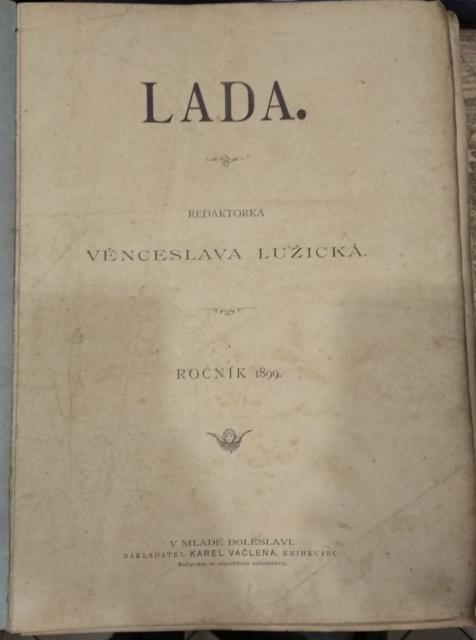 LADA.
REDAKTORKA
VĚNCESLAVA LUŽICKÁ.
ROČNÍK 1899.
V MLADÉ BOLESLAVI.
NAKLADATEL KAREL VAČLENA, KNIHKUPEC